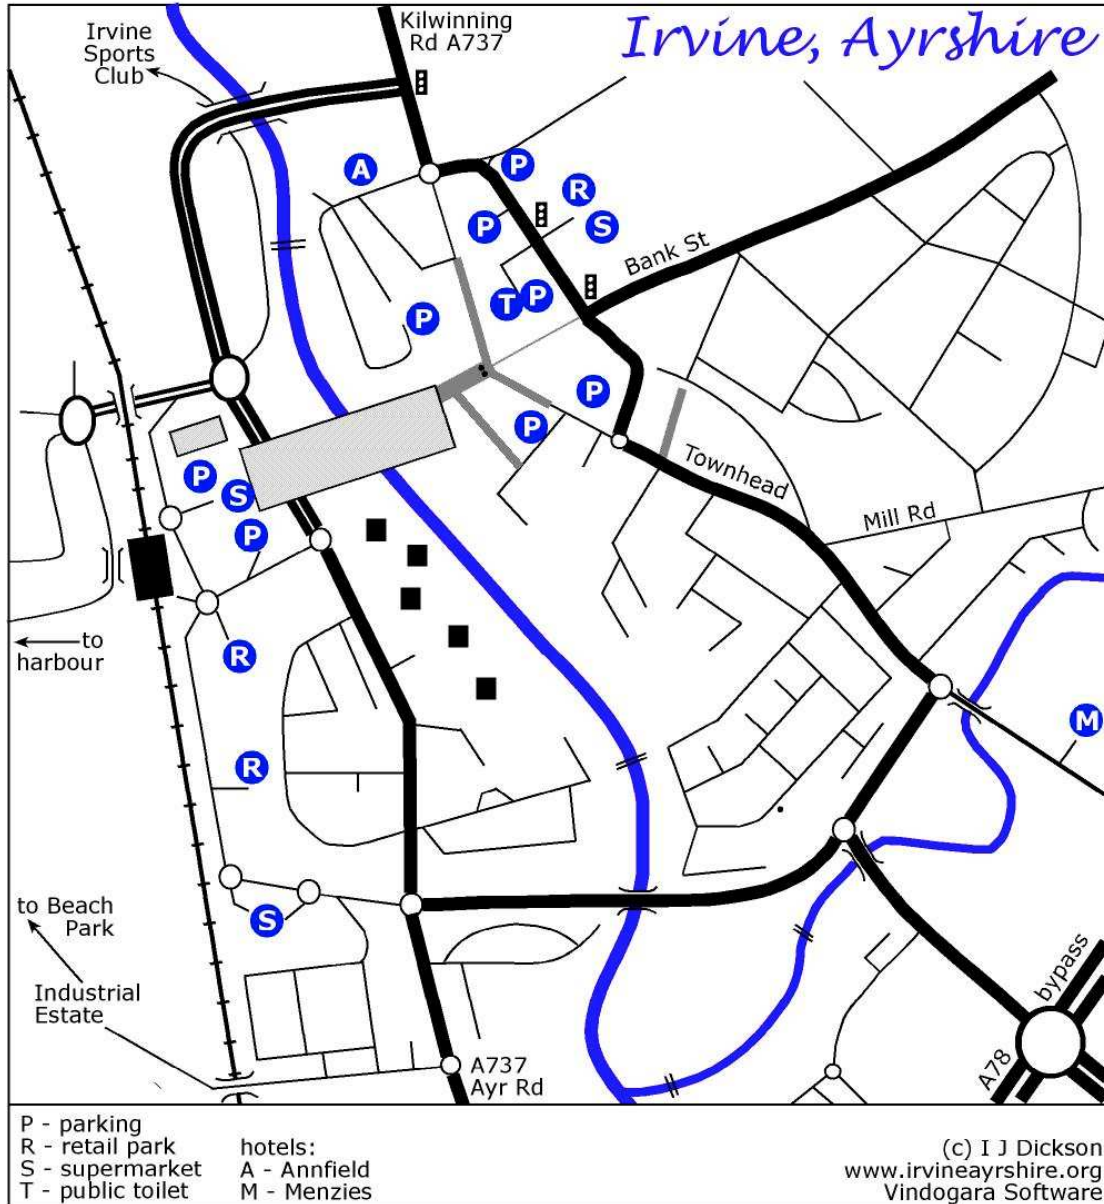 Irvine, Ayrshire
Kilwinning
Rd A737
Irvine
Sports
Club
A
P
R
P
S
Bank St
T
P
P
P
P
Townhead
P
S
P
Mill Rd
to
harbour
R
M
R
to Beach
Park
S
Industrial
Estate
bypass
A78
A737
Ayr Rd
P - parking
R - retail park
S - supermarket
T - public toilet
hotels:
A - Annfield
M - Menzies
(c) I J Dickson
www.irvineayrshire.org
Vindogara Software